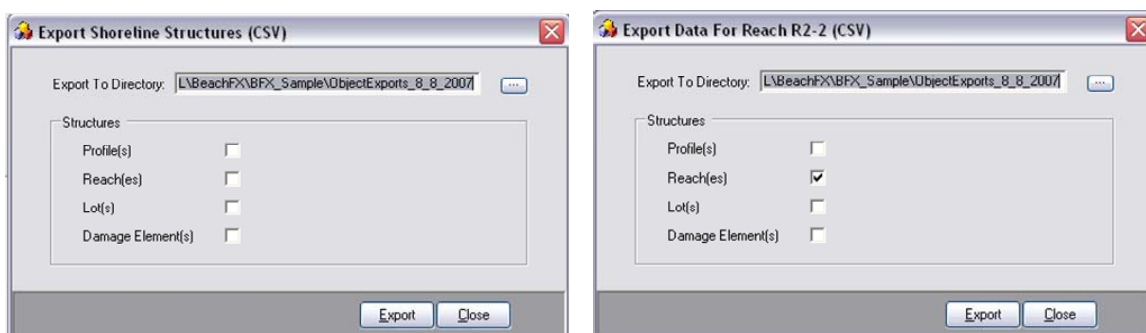 Export Shoreline Structures (CSV)
Export To Directory: L\BeachFX\BFX_Sample\ObjectExports_8_8_2007 ...
Structures
Profile(s)
Reach(es)
Lot(s)
Damage Element(s)
Export Close
Export Data For Reach R2-2 (CSV)
Export To Directory: L\BeachFX\BFX_Sample\ObjectExports_8_8_2007 ...
Structures
Profile(s)
Reach(es)
Lot(s)
Damage Element(s)
Export Close